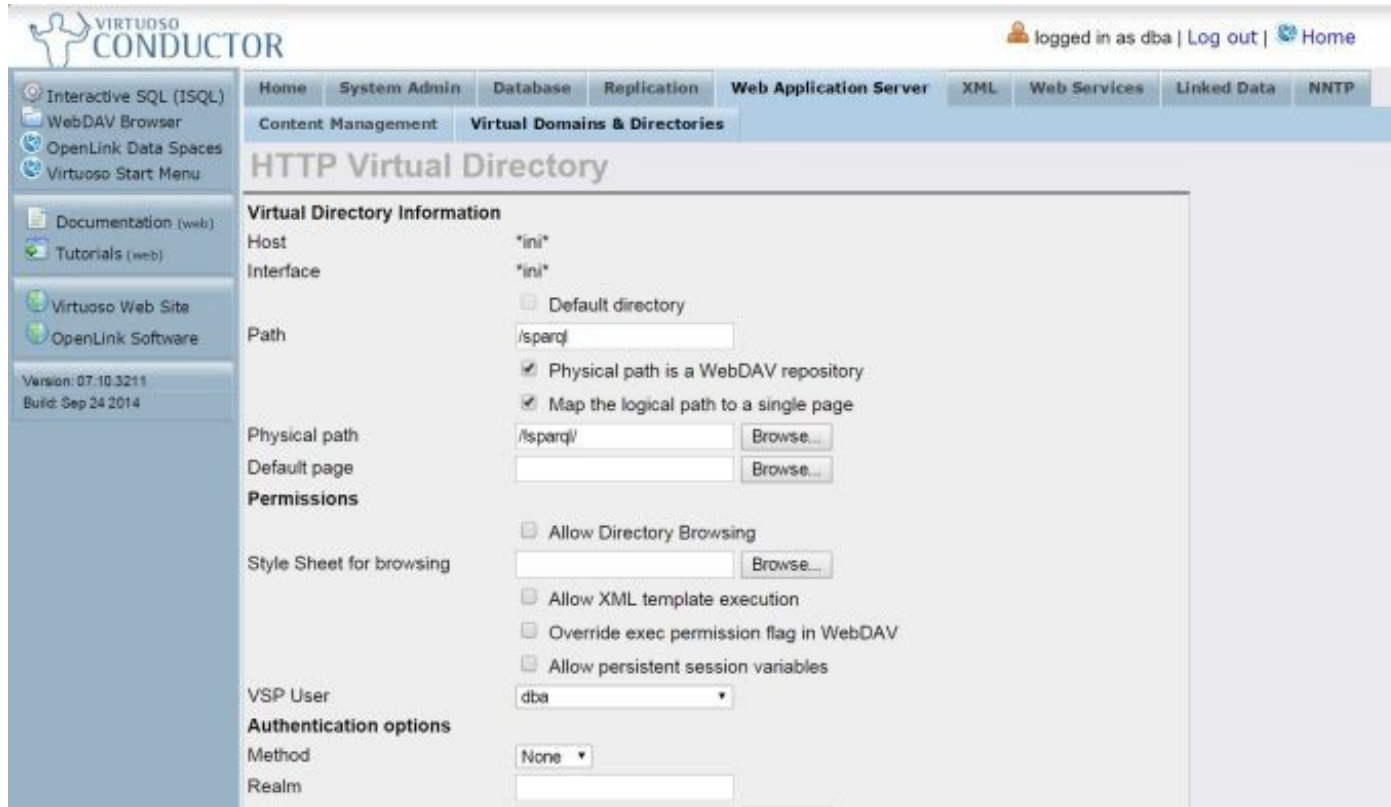 VIRTUOSO
CONDUCTOR
logged in as dba | Log out | Home
Interactive SQL (ISQL)
WebDAV Browser
OpenLink Data Spaces
Virtuoso Start Menu
Documentation (web)
Tutorials (web)
Virtuoso Web Site
OpenLink Software
Version: 07.10.3211
Build: Sep 24 2014
Home System Admin Database Replication Web Application Server XML Web Services Linked Data NNTP
Content Management Virtual Domains & Directories
HTTP Virtual Directory
Virtual Directory Information
Host *ini*
Interface *ini*
Default directory
Path /sparql
Physical path is a WebDAV repository
Map the logical path to a single page
Physical path /!sparql/ Browse...
Default page Browse...
Permissions
Allow Directory Browsing
Style Sheet for browsing Browse...
Allow XML template execution
Override exec permission flag in WebDAV
Allow persistent session variables
VSP User dba
Authentication options
Method None
Realm